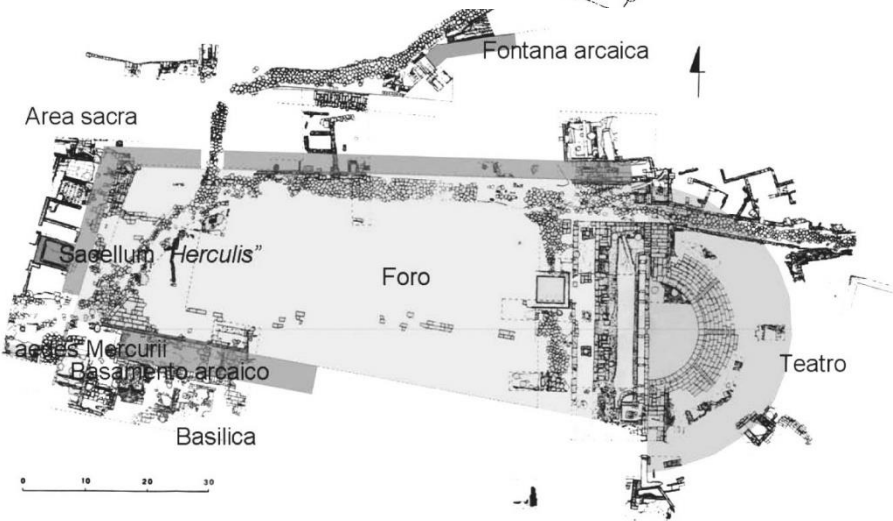 Fontana arcaica
Area sacra
Sacellum "Herculis"
Foro
aedes Mercurii
Basamento arcaico
Teatro
Basilica
0 10 20 30